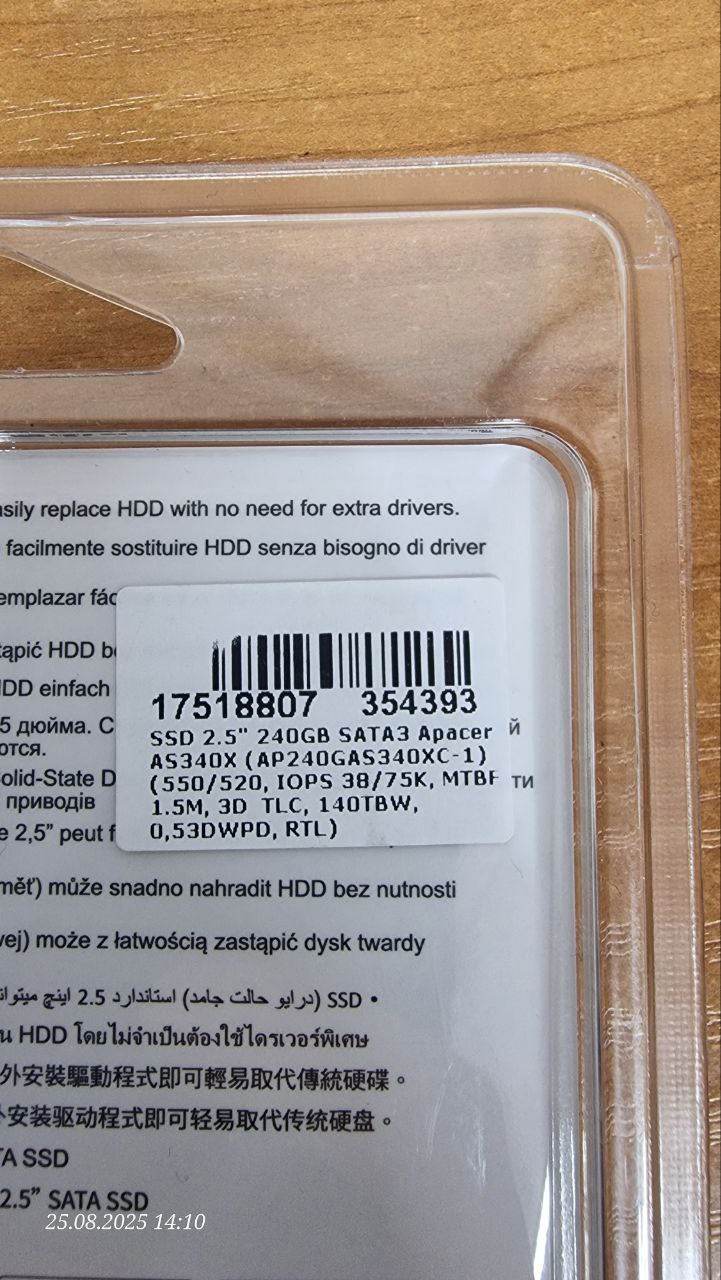 asily replace HDD with no need for extra drivers.
facilmente sostituire HDD senza bisogno di driver
emplazar fác
tąpić HDD be
HDD einfach
17518807 354393
SSD 2.5" 240GB SATA3 Apacer
AS340X (AP240GAS340XC-1)
(550/520, IOPS 38/75K, MTBF
1.5M, 3D TLC, 140TBW,
0,53DWPD, RTL)
5 дюйма. С й
ются.
Solid-State D ти
приводів
e 2,5” peut f
měť) může snadno nahradit HDD bez nutnosti
vej) może z łatwością zastąpić dysk twardy
• SSD (درایو حالت جامد) استاندارد 2.5 اینچ میتوان
น HDD โดยไม่จำเป็นต้องใช้ไดรเวอร์พิเศษ
外安裝驅動程式即可輕易取代傳統硬碟。
安装驱动程式即可轻易取代传统硬盘。
TA SSD
2.5” SATA SSD
25.08.2025 14:10